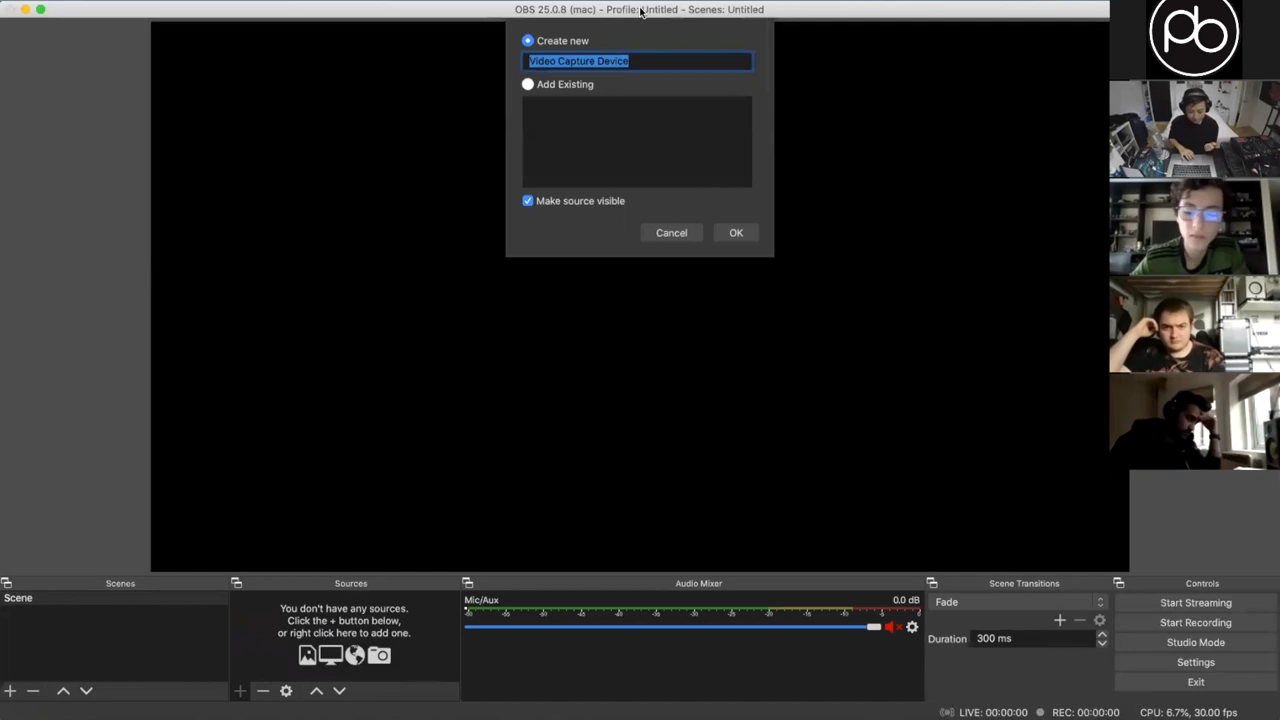 OBS 25.0.8 (mac) - Profile: Untitled - Scenes: Untitled
Create new
Video Capture Device
Add Existing
Make source visible
Cancel
OK
pb
Scenes
Sources
Audio Mixer
Scene Transitions
Controls
Scene
You don't have any sources.
Click the + button below,
or right click here to add one.
Mic/Aux
0.0 dB
Fade
Duration
300 ms
Start Streaming
Start Recording
Studio Mode
Settings
Exit
LIVE: 00:00:00
REC: 00:00:00
CPU: 6.7%, 30.00 fps